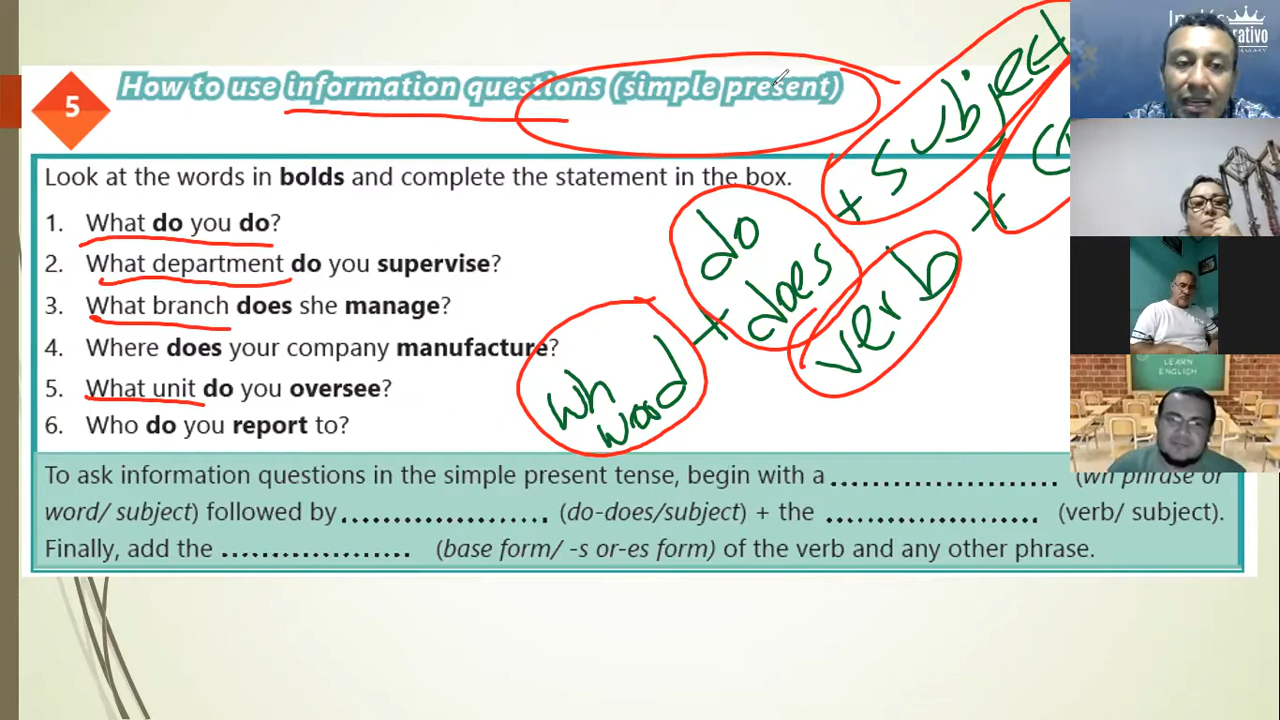 5
How to use information questions (simple present)
Look at the words in bolds and complete the statement in the box.
1. What do you do?
2. What department do you supervise?
3. What branch does she manage?
4. Where does your company manufacture?
5. What unit do you oversee?
6. Who do you report to?
To ask information questions in the simple present tense, begin with a ........................ (wh phrase or
word/ subject) followed by ..................... (do-does/subject) + the ...................... (verb/ subject).
Finally, add the .................... (base form/ -s or-es form) of the verb and any other phrase.
wh
word
+
do
does
+ subject
verb
+
LEARN
ENGLISH